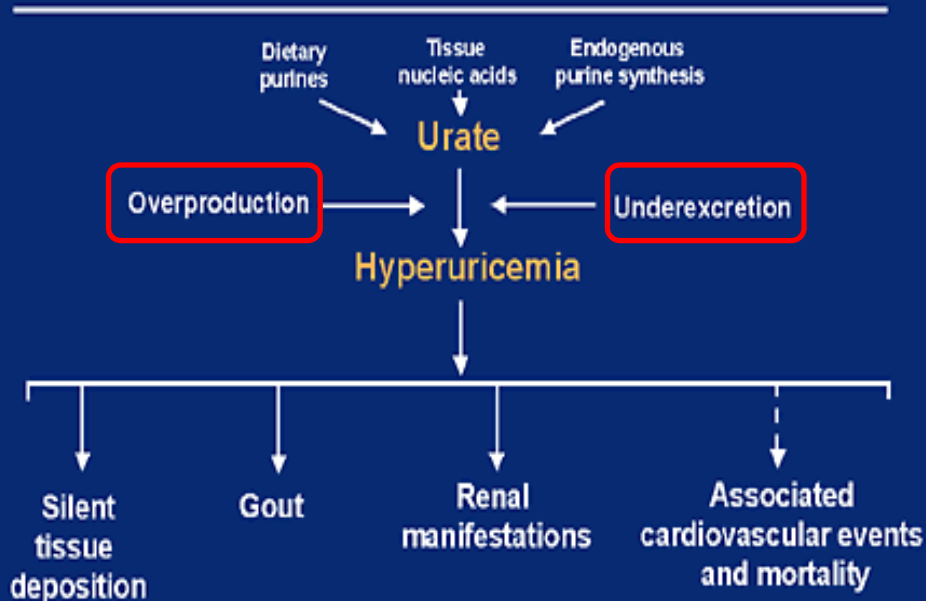 Dietary
purines
Tissue
nucleic acids
Endogenous
purine synthesis
Urate
Overproduction
Underexcretion
Hyperuricemia
Silent
tissue
deposition
Gout
Renal
manifestations
Associated
cardiovascular events
and mortality